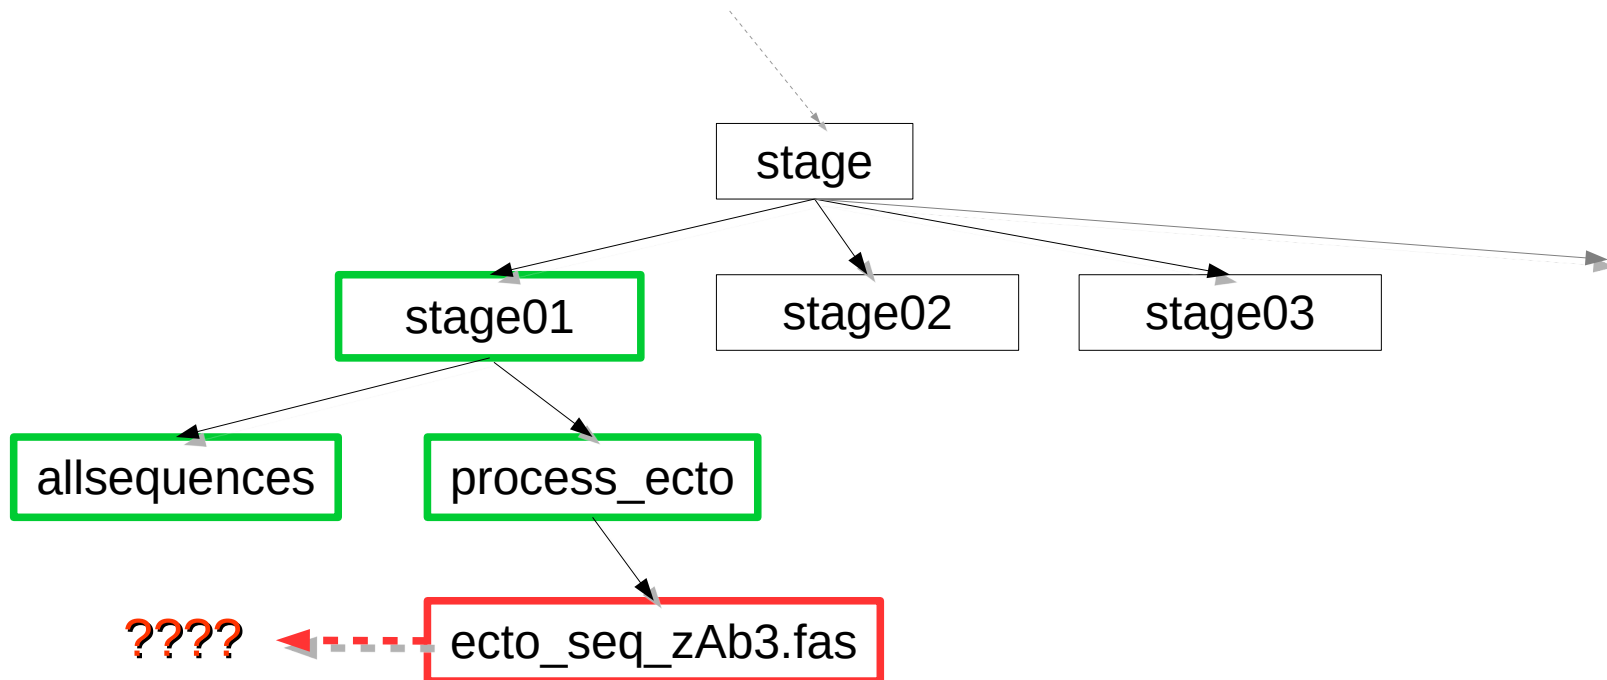 stage
stage01
stage02
stage03
allsequences
process_ecto
????
ecto_seq_zAb3.fas